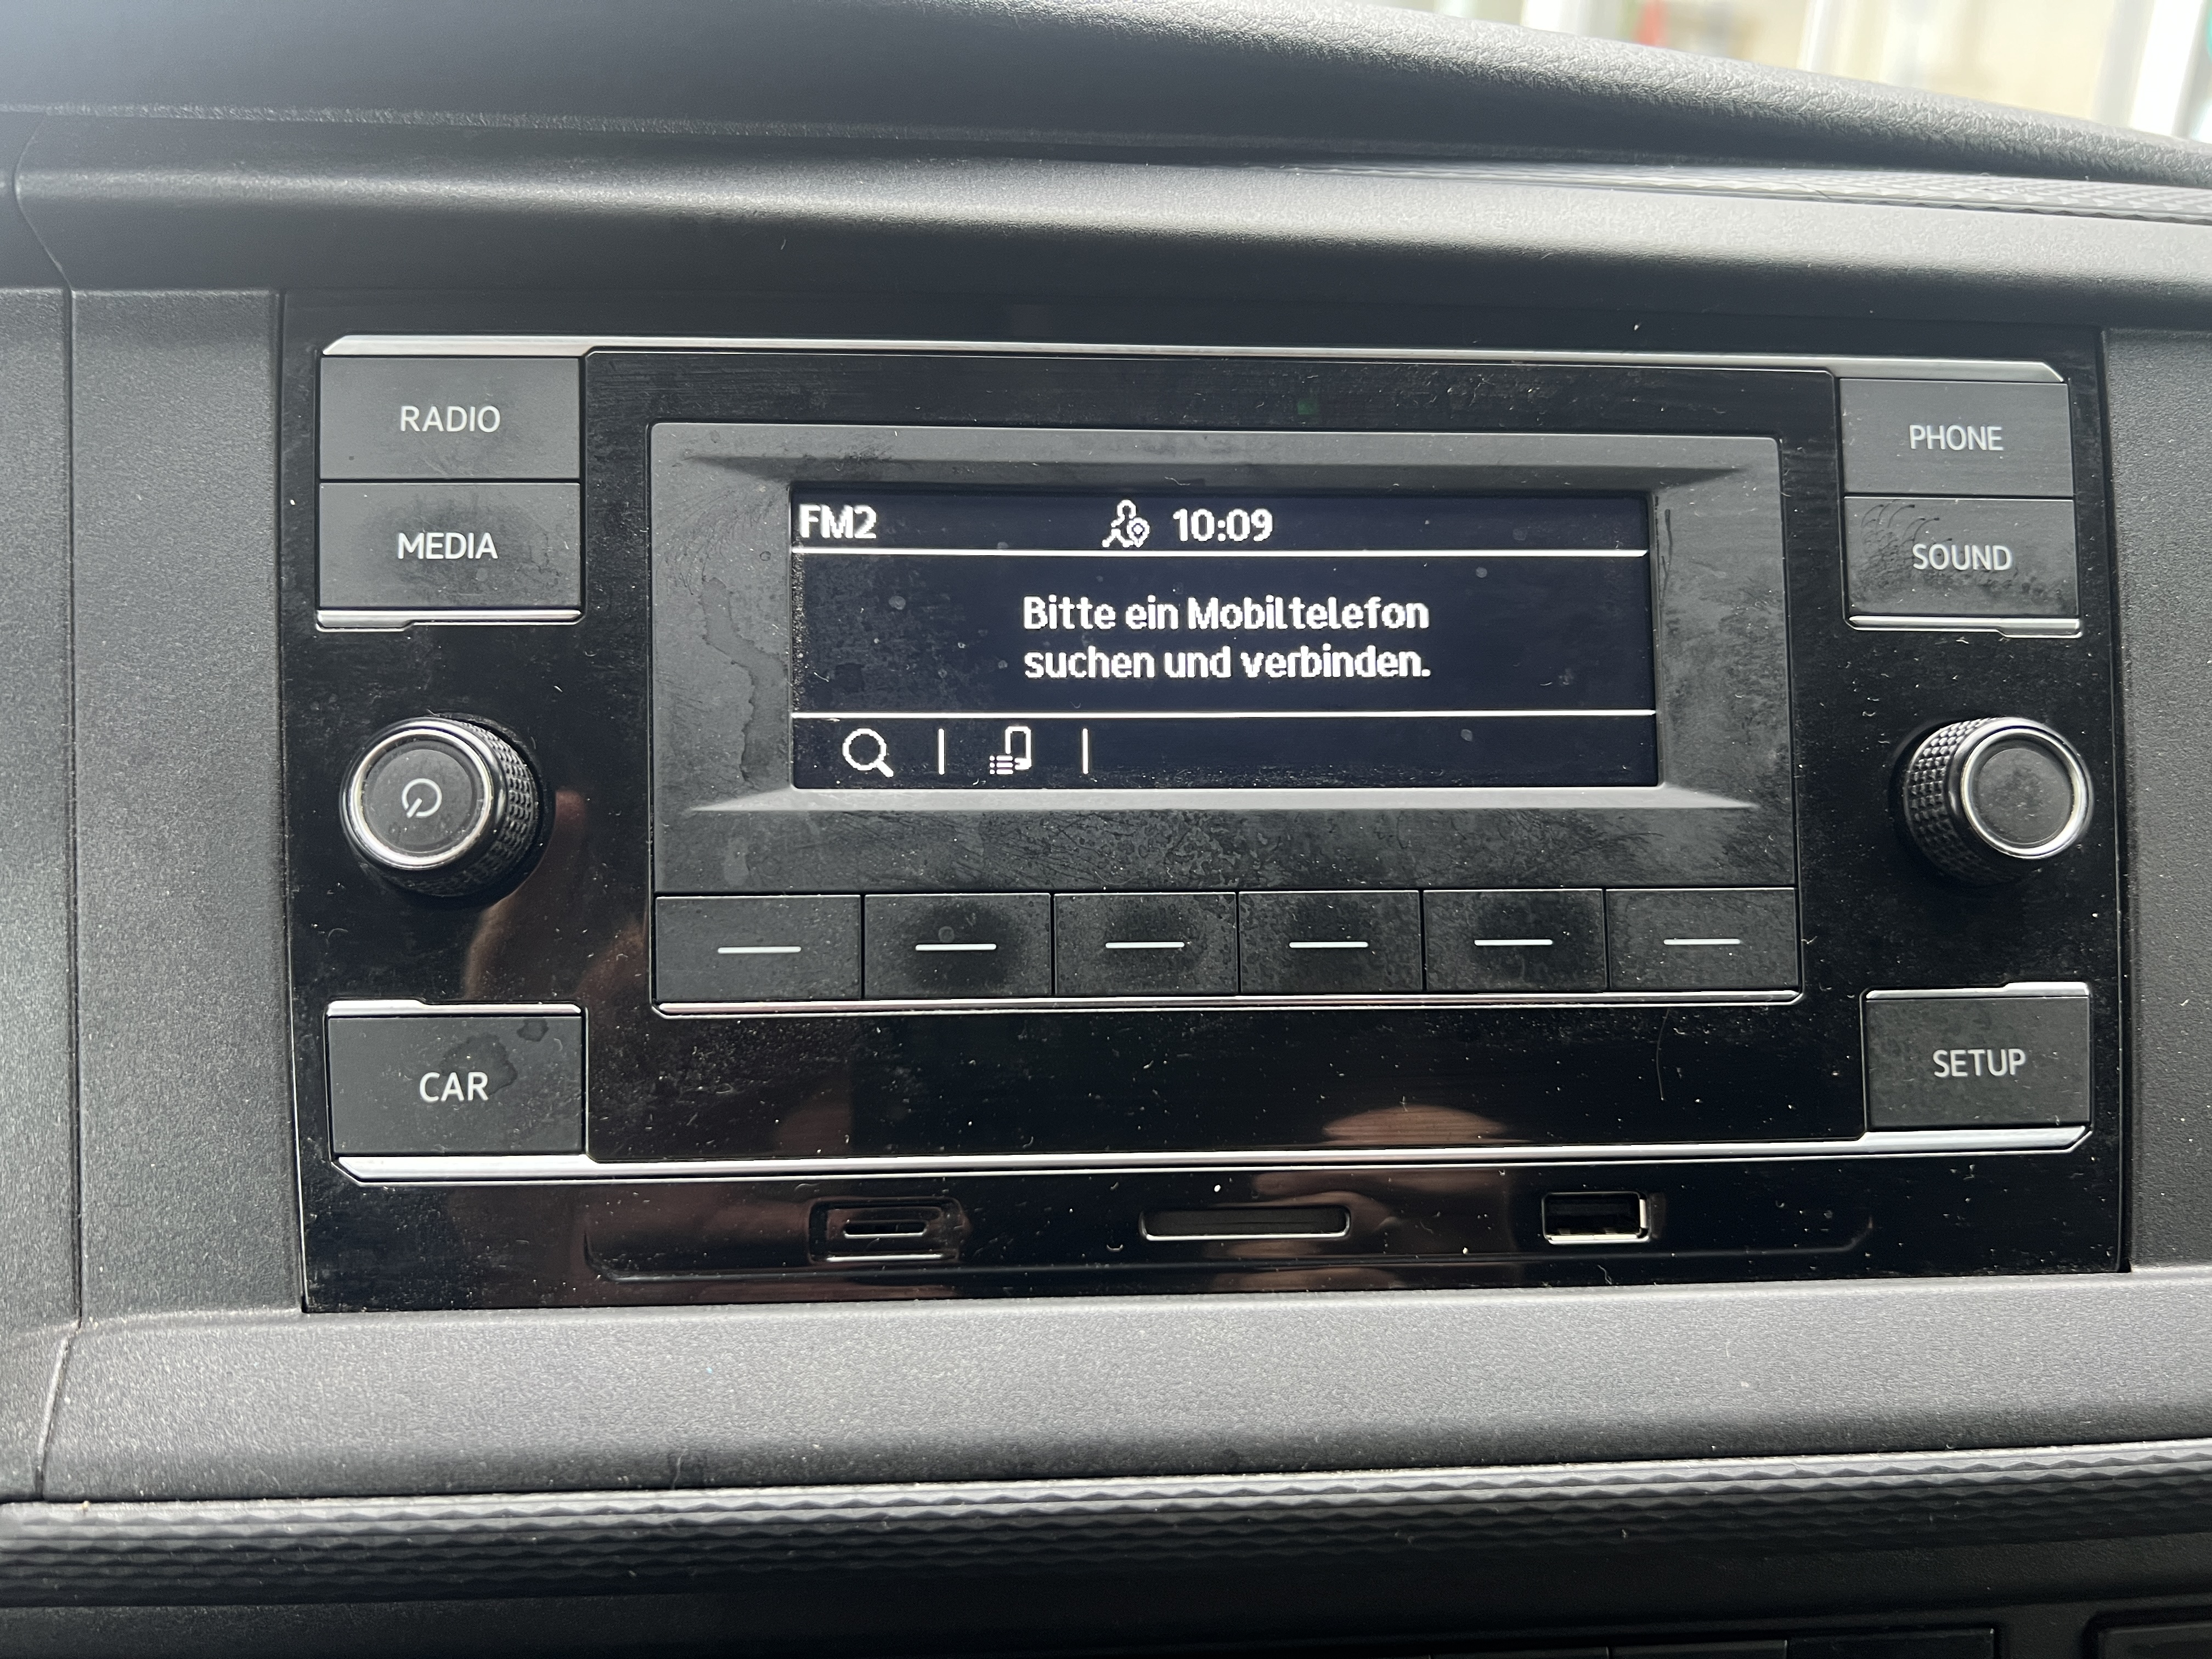 RADIO
MEDIA
FM2 10:09
Bitte ein Mobiltelefon
suchen und verbinden.
PHONE
SOUND
CAR
SETUP